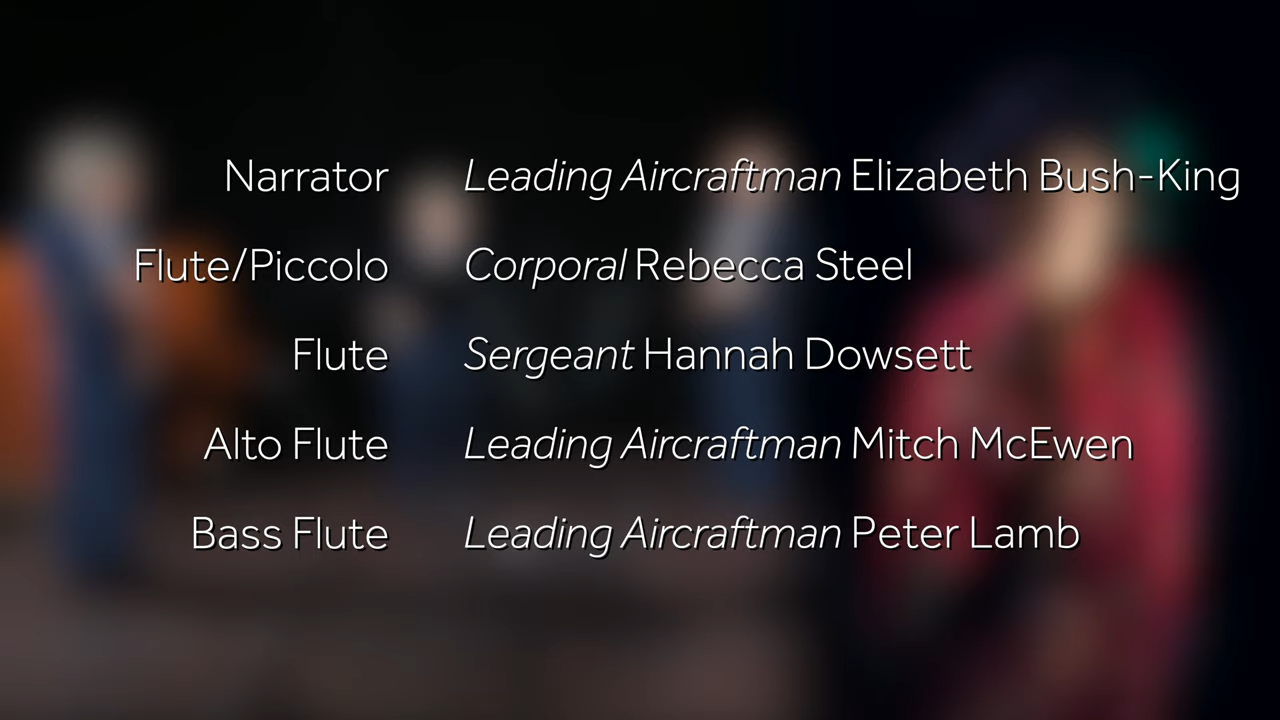 Narrator Leading Aircraftman Elizabeth Bush-King
Flute/Piccolo Corporal Rebecca Steel
Flute Sergeant Hannah Dowsett
Alto Flute Leading Aircraftman Mitch McEwen
Bass Flute Leading Aircraftman Peter Lamb